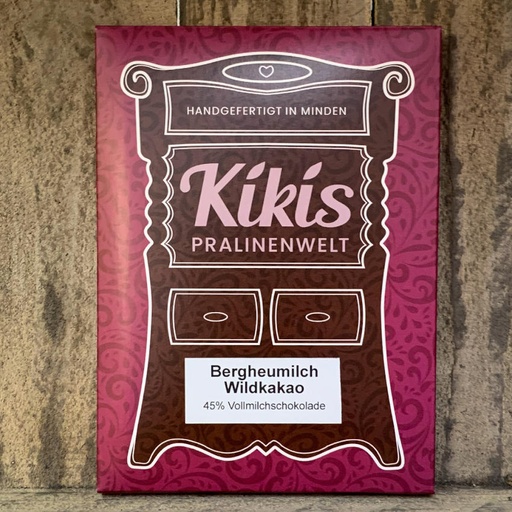 HANDGEFERTIGT IN MINDEN
Kikis
PRALINENWELT
Bergheumilch
Wildkakao
45% Vollmilchschokolade